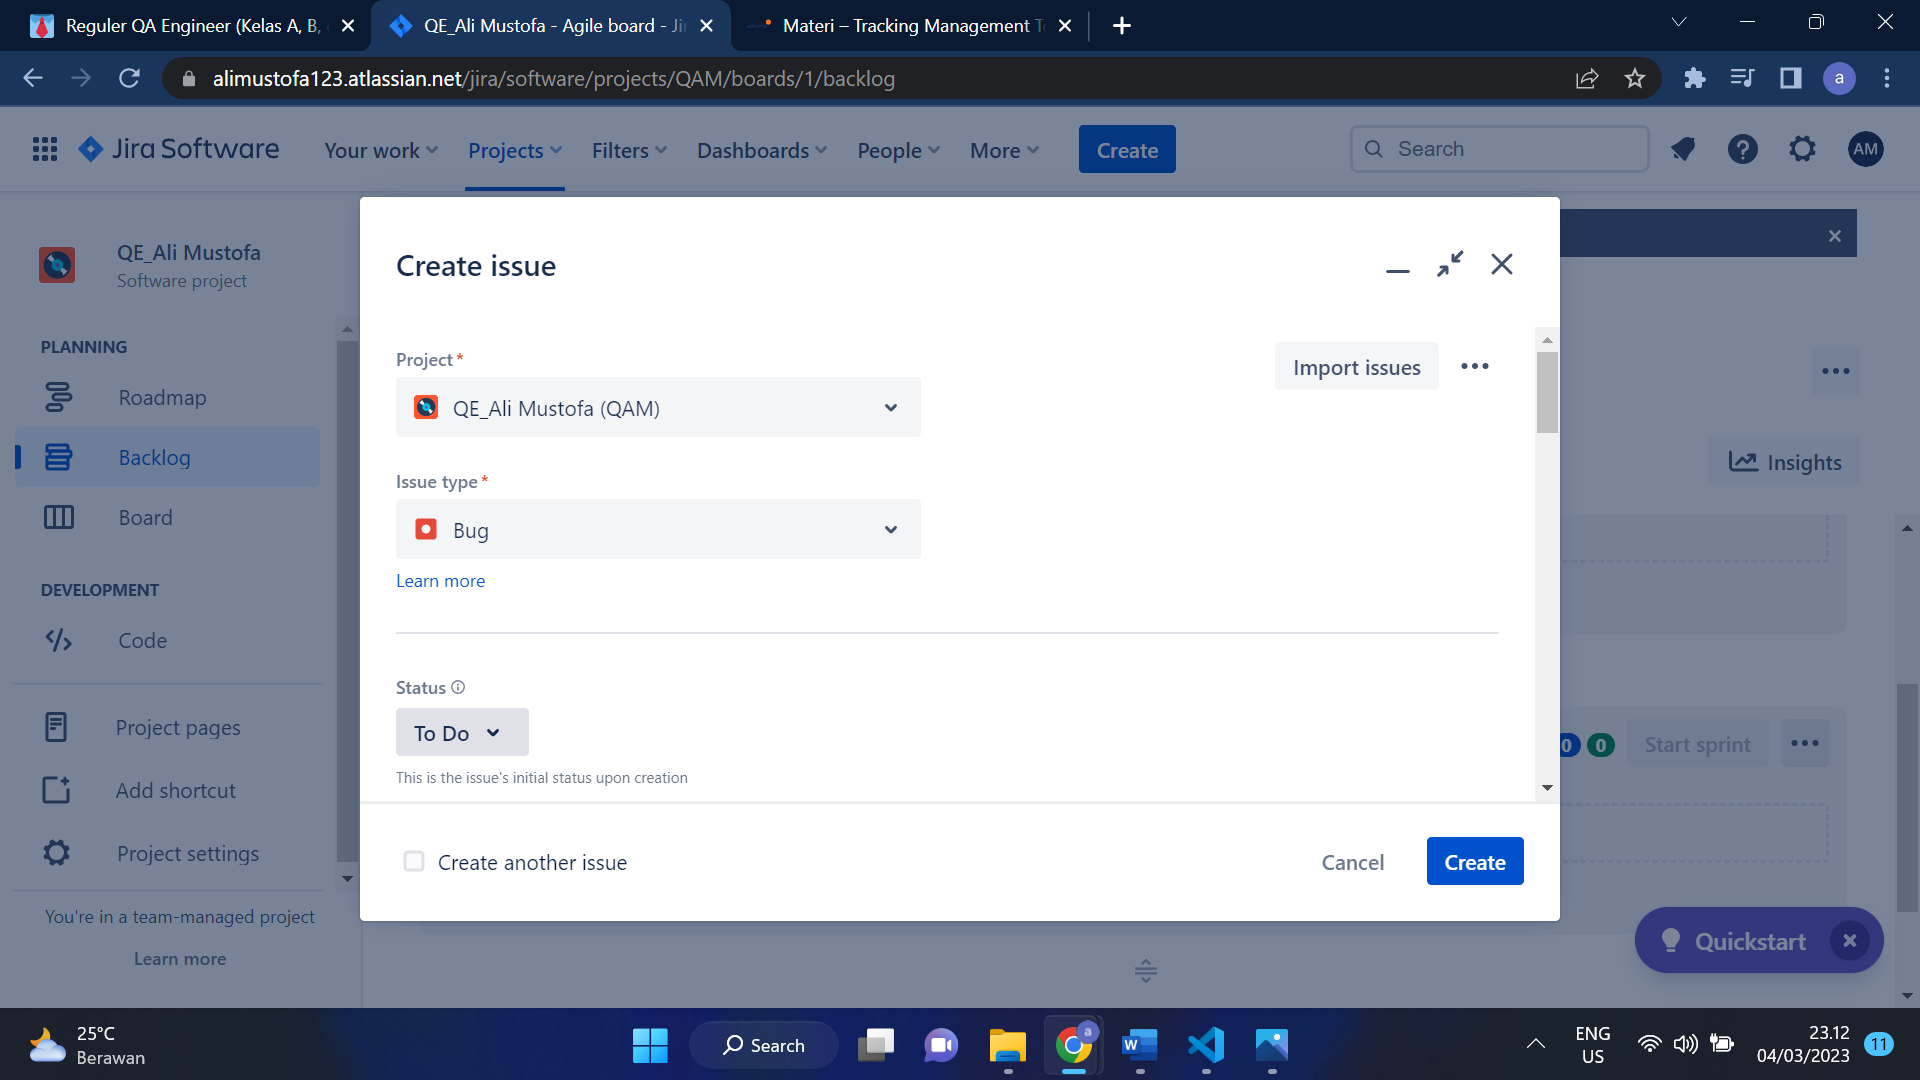 Reguler QA Engineer (Kelas A, B,
QE_Ali Mustofa - Agile board - Ji
Materi – Tracking Management T
alimustofa123.atlassian.net/jira/software/projects/QAM/boards/1/backlog
a
Jira Software
Your work
Projects
Filters
Dashboards
People
More
Create
Search
AM
QE_Ali Mustofa
Software project
PLANNING
Roadmap
Backlog
Board
DEVELOPMENT
Code
Project pages
Add shortcut
Project settings
You're in a team-managed project
Learn more
Create issue
Project *
Import issues
QE_Ali Mustofa (QAM)
Issue type *
Bug
Learn more
Status
To Do
This is the issue's initial status upon creation
Create another issue
Cancel
Create
Insights
0 0 Start sprint
Quickstart
25°C
Berawan
Search
a
W
ENG
US
23.12
04/03/2023
11